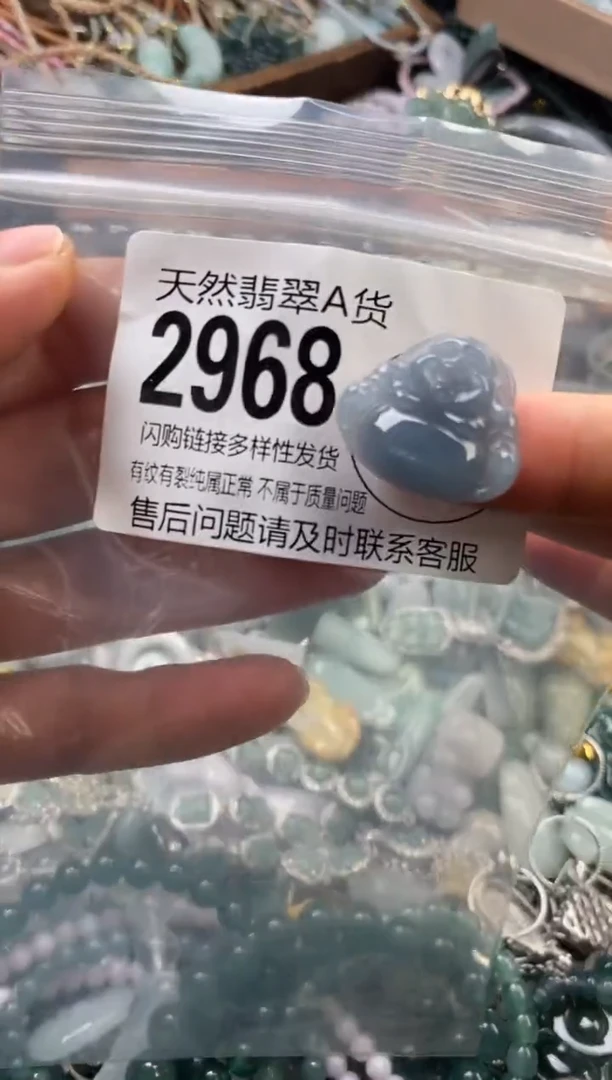 天然翡翠A货
2968
闪购链接多样性发货
有纹有裂纯属正常 不属于质量问题
售后问题请及时联系客服